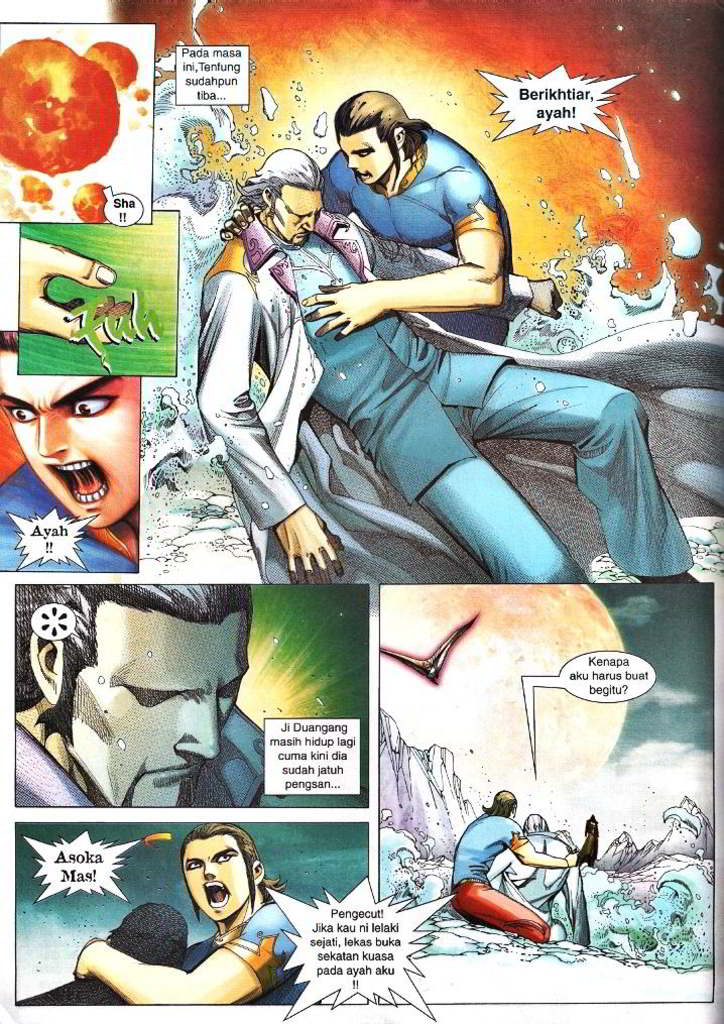 Pada masa
ini,Tenfung
sudahpun
tiba...
Berikhtiar,
ayah!
Sha
!!
Fuh
Ayah
!!
Ji Duangang
masih hidup lagi
cuma kini dia
sudah jatuh
pengsan...
Kenapa
aku harus buat
begitu?
Asoka
Mas!
Pengecut!
Jika kau ni lelaki
sejati, lekas buka
sekatan kuasa
pada ayah aku
!!